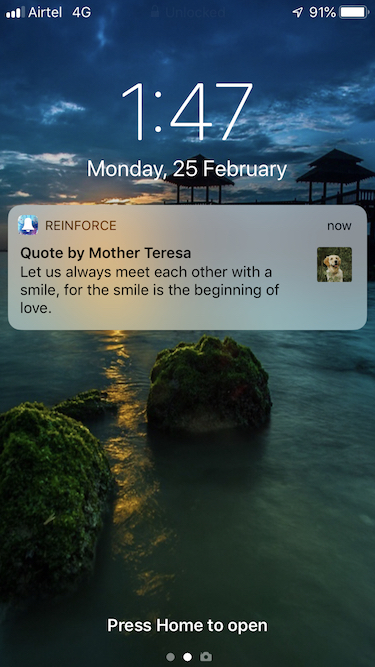 Airtel 4G Unlocked 91%
1:47
Monday, 25 February
REINFORCE now
Quote by Mother Teresa
Let us always meet each other with a
smile, for the smile is the beginning of
love.
Press Home to open